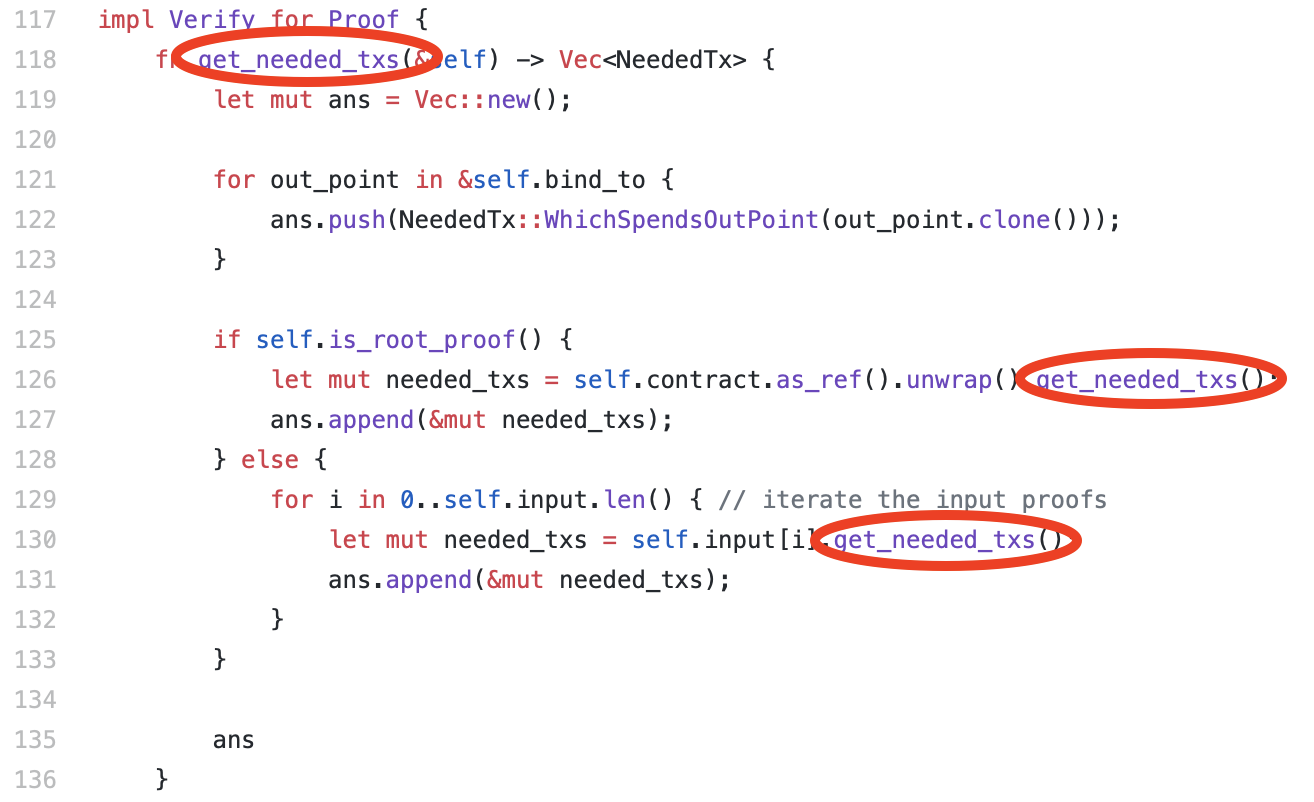 117 impl Verify for Proof {
118     fn get_needed_txs(&self) -> Vec<NeededTx> {
119         let mut ans = Vec::new();
120
121         for out_point in &self.bind_to {
122             ans.push(NeededTx::WhichSpendsOutPoint(out_point.clone()));
123         }
124
125         if self.is_root_proof() {
126             let mut needed_txs = self.contract.as_ref().unwrap().get_needed_txs();
127             ans.append(&mut needed_txs);
128         } else {
129             for i in 0..self.input.len() { // iterate the input proofs
130                 let mut needed_txs = self.input[i].get_needed_txs();
131                 ans.append(&mut needed_txs);
132             }
133         }
134
135         ans
136     }